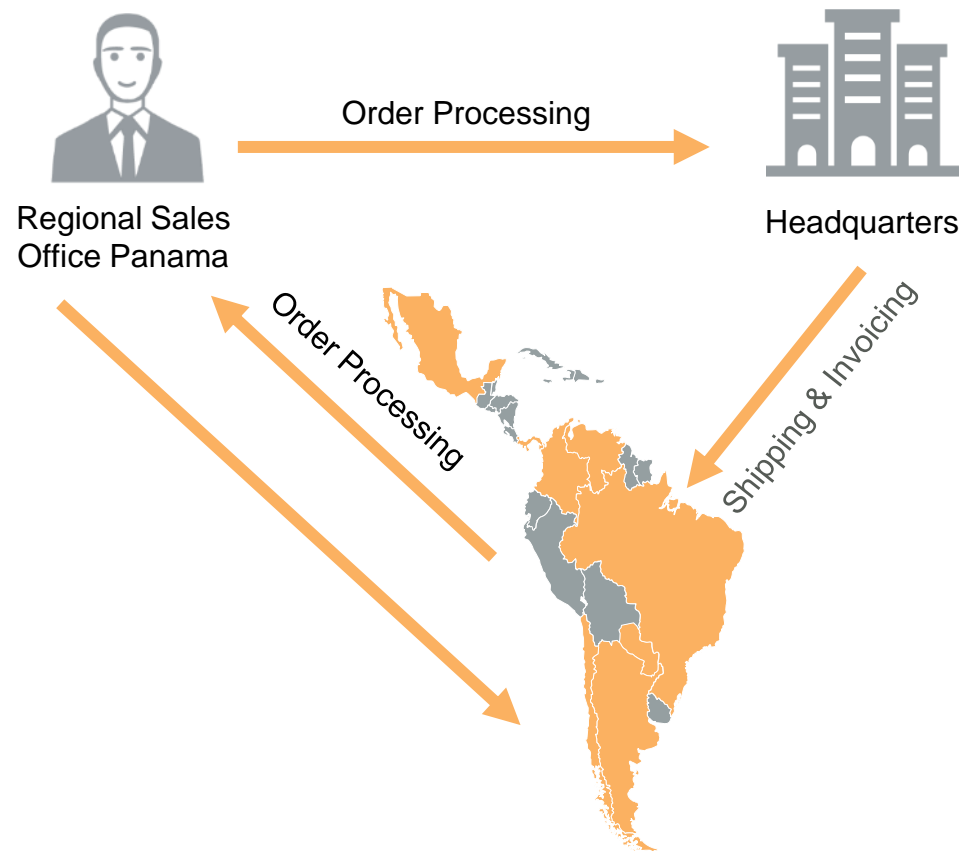 Order Processing
Regional Sales
Office Panama
Headquarters
Order Processing
Shipping & Invoicing